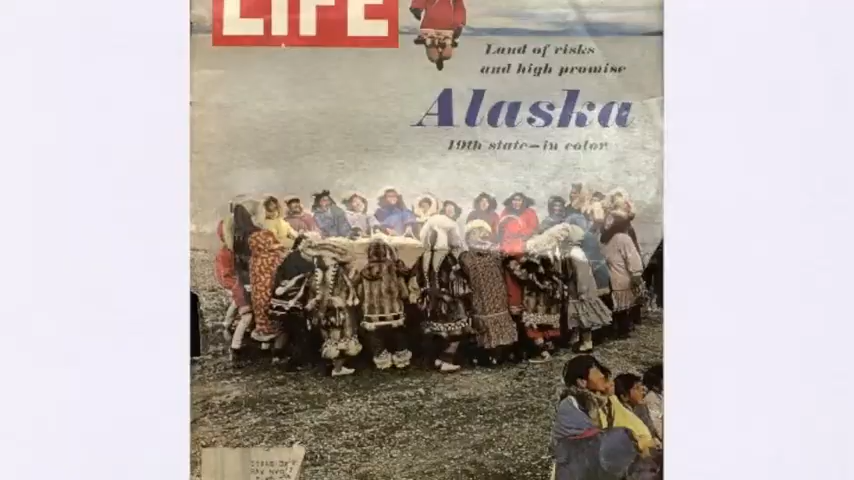 LIFE
Land of risks
and high promise
Alaska
19th state—in color